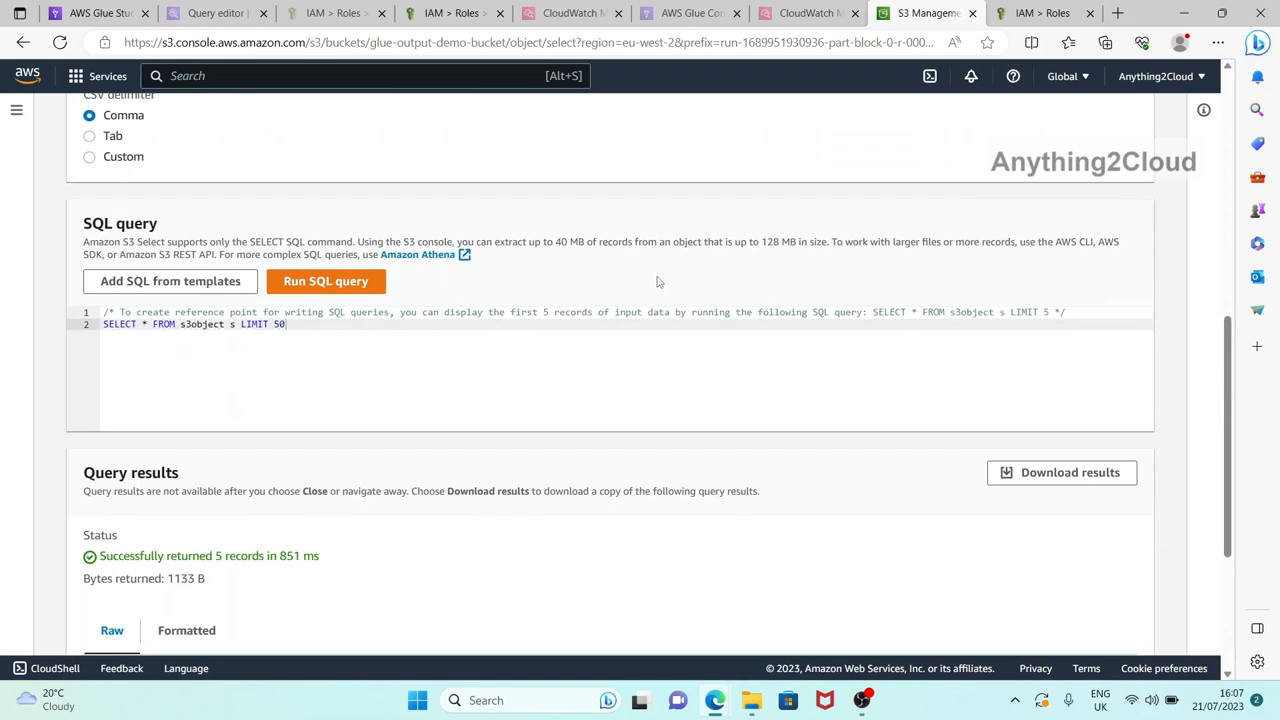 AWS Glue Stu
Query editor |
IAM > Roles >
IAM > Roles >
CloudWatch M
AWS Glue Con
CloudWatch M
S3 Manageme
IAM > Roles
https://s3.console.aws.amazon.com/s3/buckets/glue-output-demo-bucket/object/select?region=eu-west-2&prefix=run-1689951930936-part-block-0-r-000...
aws
Services
Search [Alt+S]
Global
Anything2Cloud
CSV delimiter
Comma
Tab
Custom
Anything2Cloud
SQL query
Amazon S3 Select supports only the SELECT SQL command. Using the S3 console, you can extract up to 40 MB of records from an object that is up to 128 MB in size. To work with larger files or more records, use the AWS CLI, AWS
SDK, or Amazon S3 REST API. For more complex SQL queries, use Amazon Athena
Add SQL from templates
Run SQL query
1 /* To create reference point for writing SQL queries, you can display the first 5 records of input data by running the following SQL query: SELECT * FROM s3object s LIMIT 5 */
2 SELECT * FROM s3object s LIMIT 50
Query results
Download results
Query results are not available after you choose Close or navigate away. Choose Download results to download a copy of the following query results.
Status
Successfully returned 5 records in 851 ms
Bytes returned: 1133 B
Raw
Formatted
CloudShell
Feedback
Language
© 2023, Amazon Web Services, Inc. or its affiliates.
Privacy
Terms
Cookie preferences
20°C
Cloudy
Search
ENG
UK
16:07
21/07/2023
2